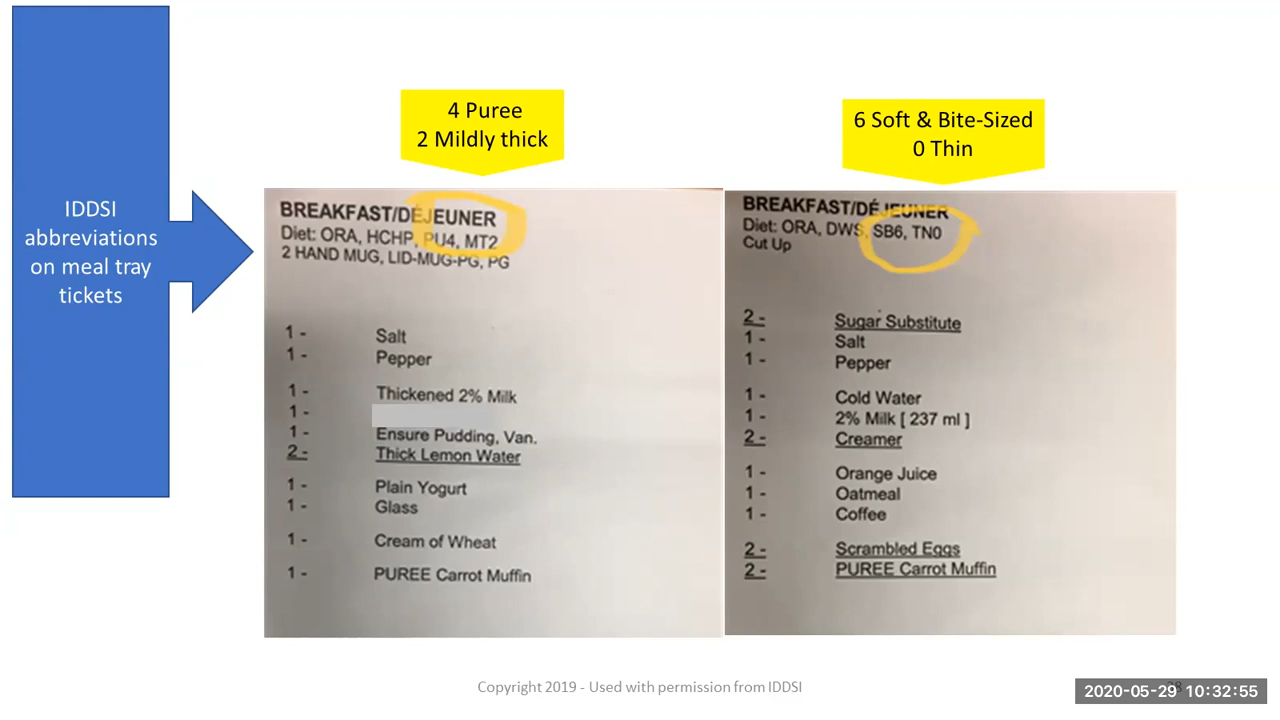 IDDSI
abbreviations
on meal tray
tickets
4 Puree
2 Mildly thick
6 Soft & Bite-Sized
0 Thin
BREAKFAST/DÉJEUNER
Diet: ORA, HCHP, PU4, MT2
2 HAND MUG, LID-MUG-PG, PG
1 - Salt
1 - Pepper
1 - Thickened 2% Milk
1 -
1 - Ensure Pudding, Van.
2 - Thick Lemon Water
1 - Plain Yogurt
1 - Glass
1 - Cream of Wheat
1 - PUREE Carrot Muffin
BREAKFAST/DÉJEUNER
Diet: ORA, DWS, SB6, TN0
Cut Up
2 - Sugar Substitute
1 - Salt
1 - Pepper
1 - Cold Water
1 - 2% Milk [ 237 ml ]
2 - Creamer
1 - Orange Juice
1 - Oatmeal
1 - Coffee
2 - Scrambled Eggs
2 - PUREE Carrot Muffin
Copyright 2019 - Used with permission from IDDSI
2020-05-29 10:32:55